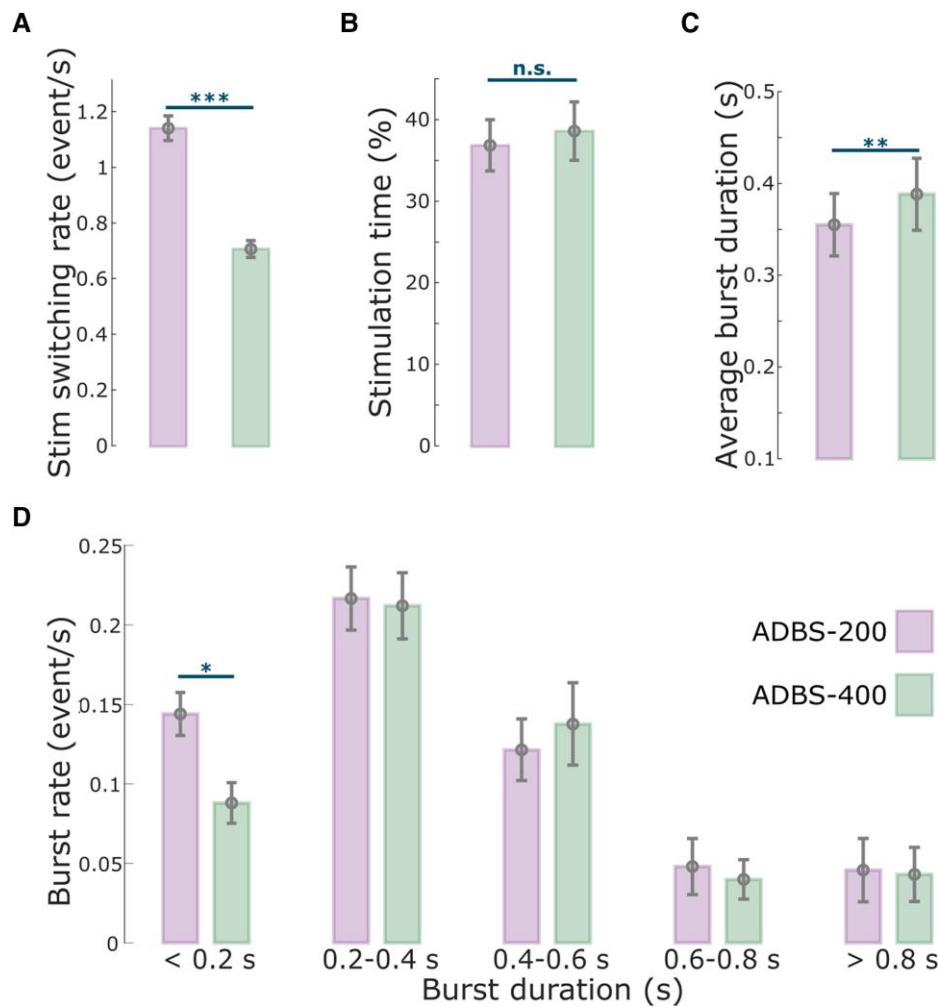 A
B
C
Stim switching rate (event/s)
1.2
1
0.8
0.6
0.4
0.2
0
***
Stimulation time (%)
40
30
20
10
0
n.s.
Average burst duration (s)
0.5
0.4
0.3
0.2
0.1
**
D
Burst rate (event/s)
0.25
0.2
0.15
0.1
0.05
0
*
ADBS-200
ADBS-400
< 0.2 s 0.2-0.4 s 0.4-0.6 s 0.6-0.8 s > 0.8 s
Burst duration (s)